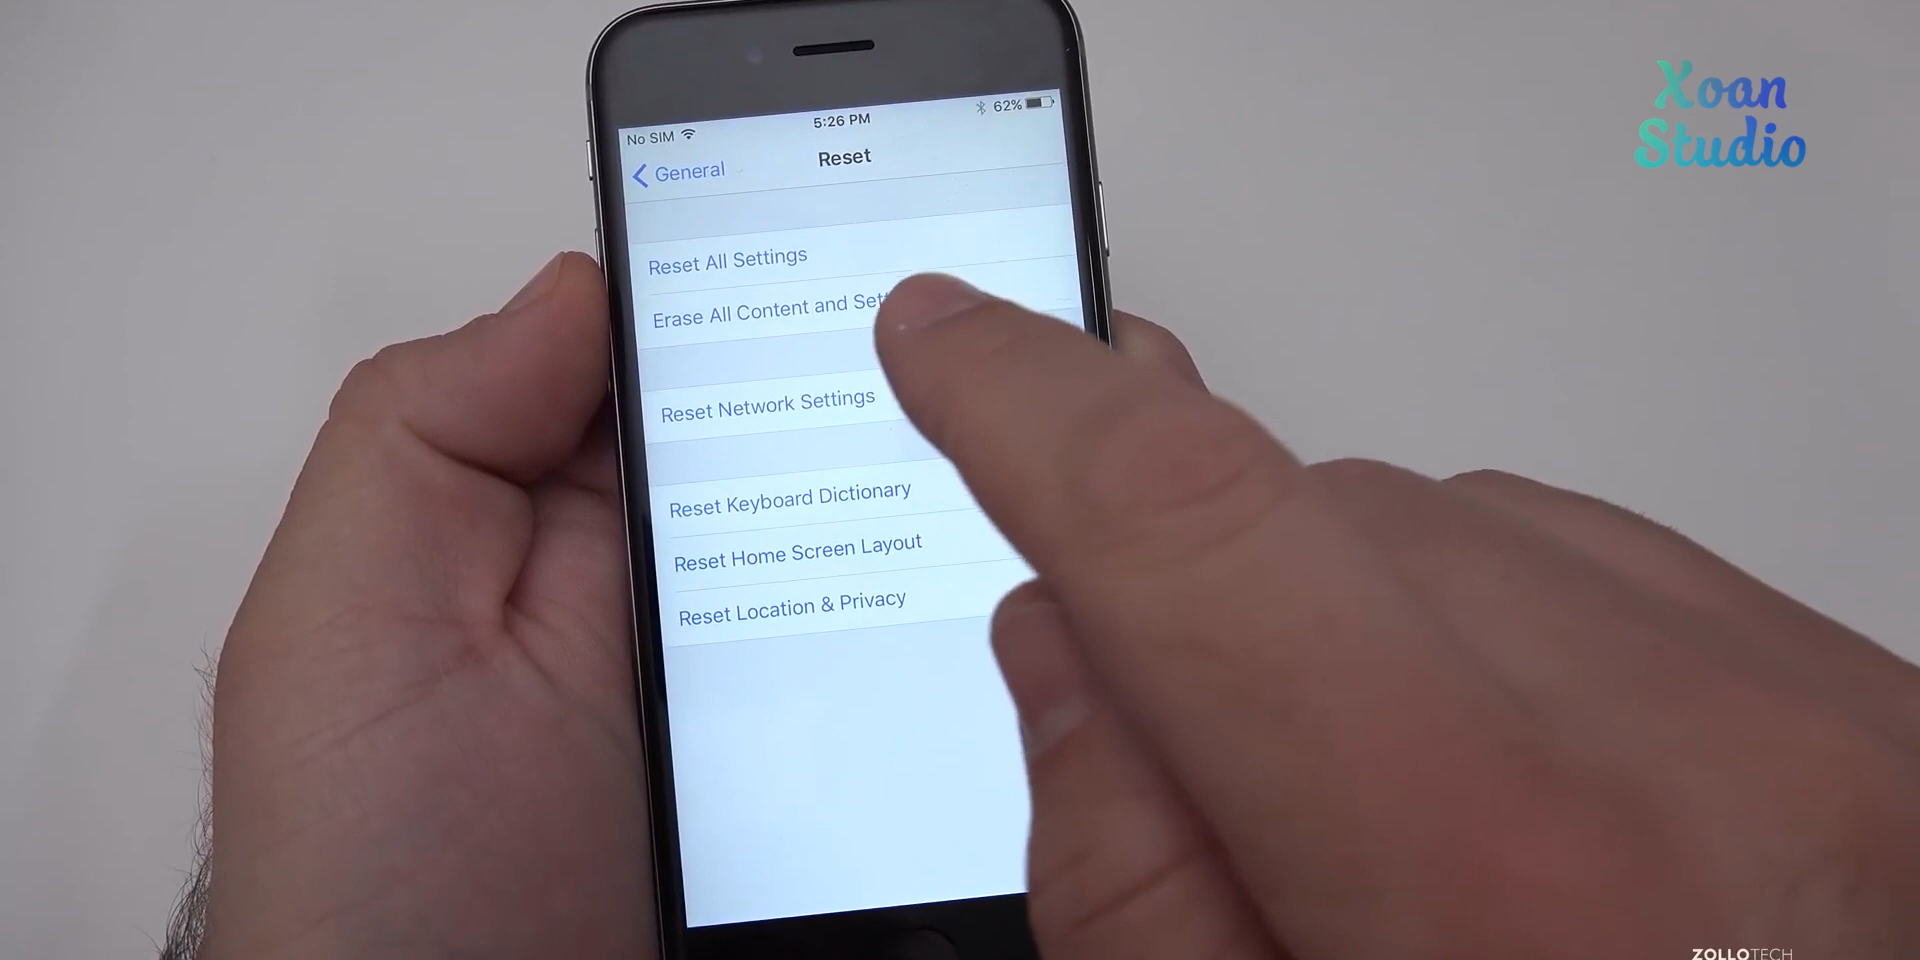 Xoan
Studio
No SIM
5:26 PM
62%
General
Reset
Reset All Settings
Erase All Content and
Reset Network Settings
Reset Keyboard Dictionary
Reset Home Screen Layout
Reset Location & Privacy
ZOLLOTECH